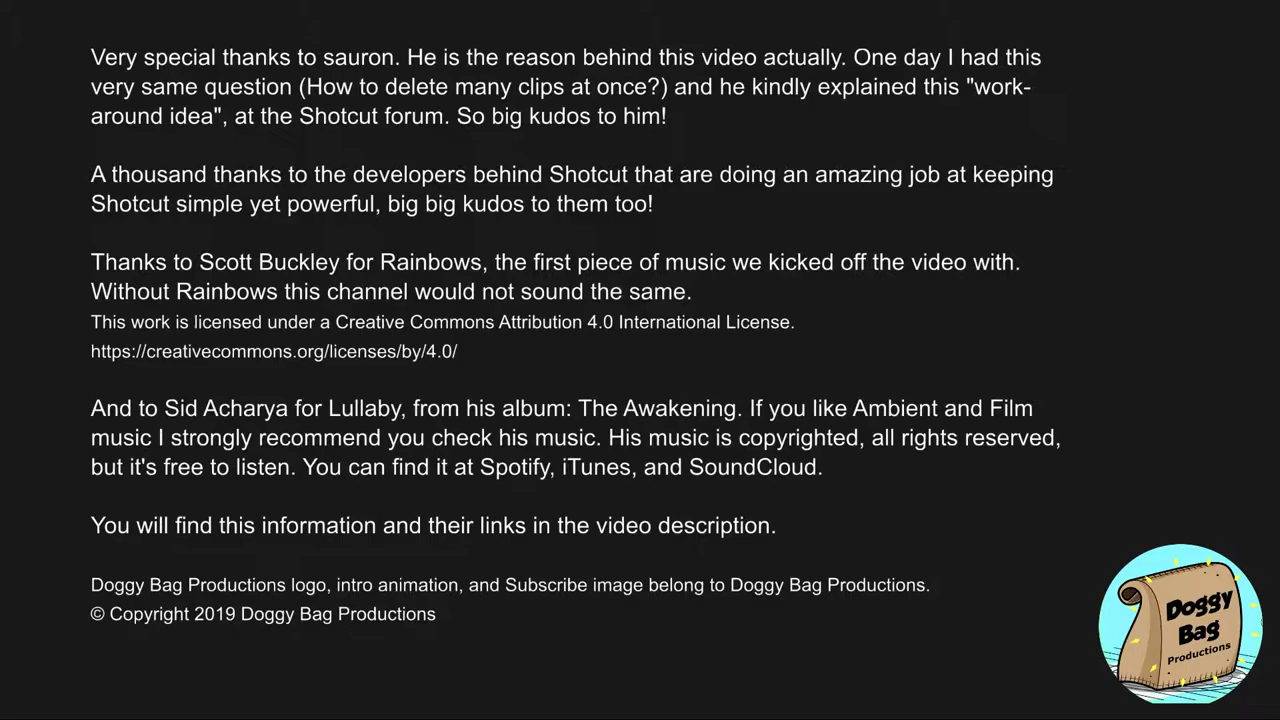 Very special thanks to sauron. He is the reason behind this video actually. One day I had this
very same question (How to delete many clips at once?) and he kindly explained this "work-
around idea", at the Shotcut forum. So big kudos to him!
A thousand thanks to the developers behind Shotcut that are doing an amazing job at keeping
Shotcut simple yet powerful, big big kudos to them too!
Thanks to Scott Buckley for Rainbows, the first piece of music we kicked off the video with.
Without Rainbows this channel would not sound the same.
This work is licensed under a Creative Commons Attribution 4.0 International License.
https://creativecommons.org/licenses/by/4.0/
And to Sid Acharya for Lullaby, from his album: The Awakening. If you like Ambient and Film
music I strongly recommend you check his music. His music is copyrighted, all rights reserved,
but it's free to listen. You can find it at Spotify, iTunes, and SoundCloud.
You will find this information and their links in the video description.
Doggy Bag Productions logo, intro animation, and Subscribe image belong to Doggy Bag Productions.
© Copyright 2019 Doggy Bag Productions
Doggy
Bag
Productions